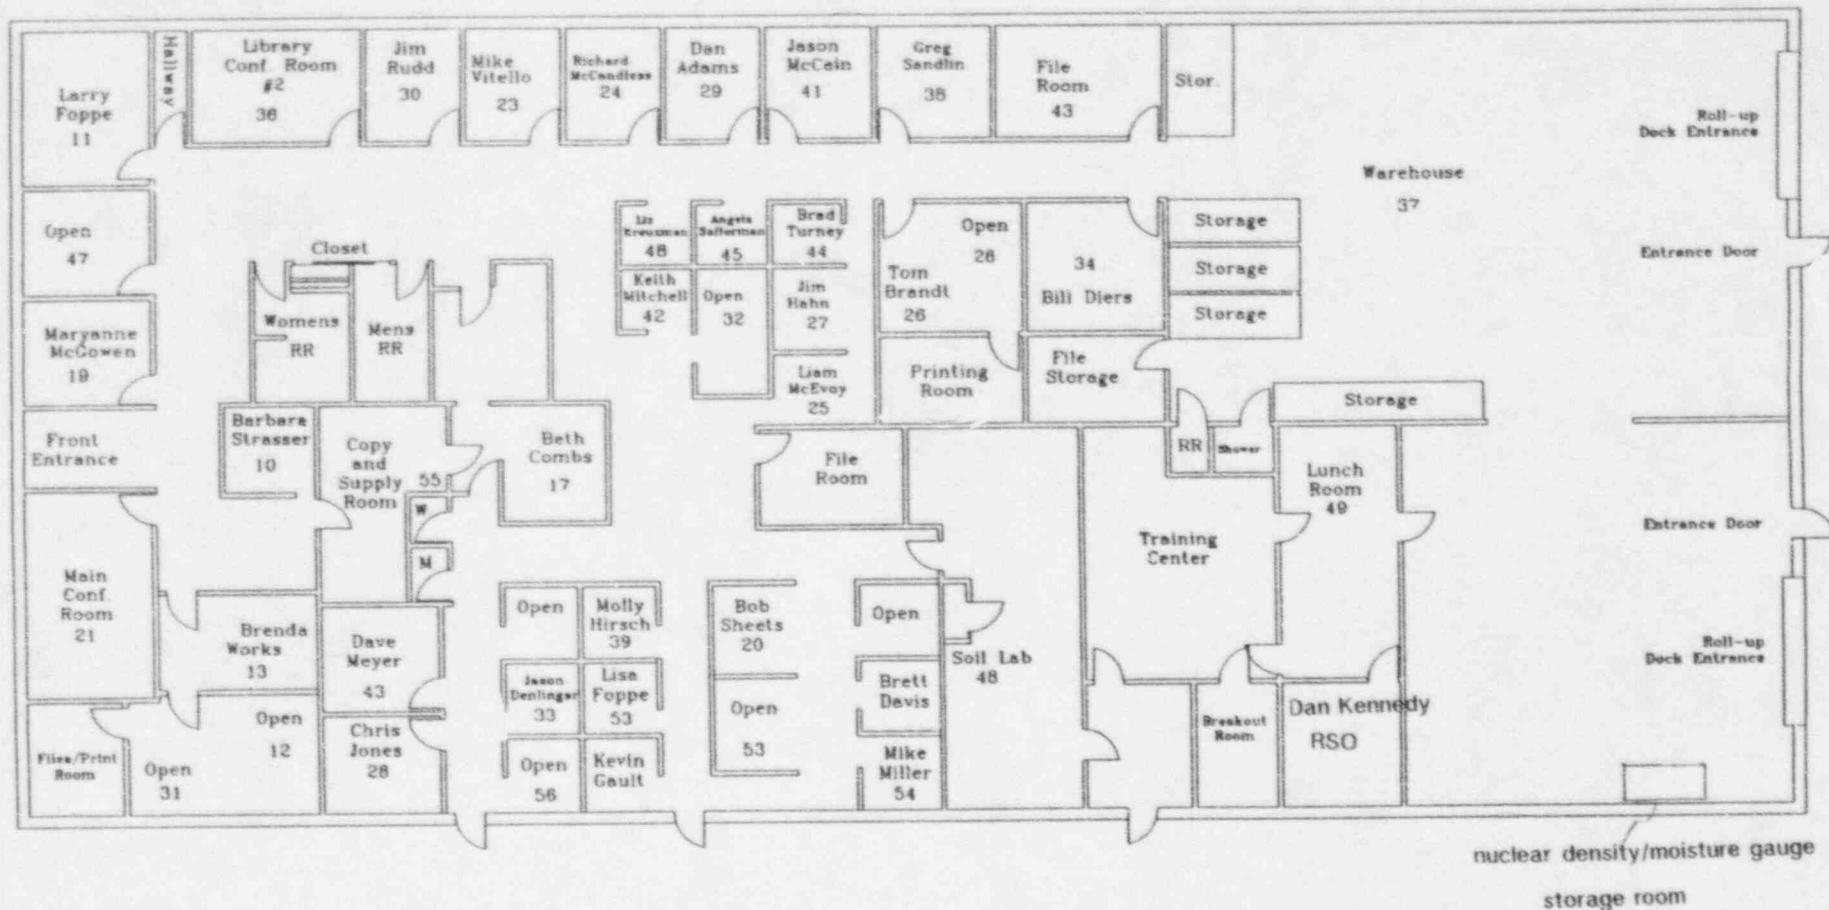 Larry
Foppe
11
Hallway
Library
Conf. Room
#2
36
Jim
Rudd
30
Mike
Vitello
23
Richard
McCandless
24
Dan
Adams
29
Jason
McCain
41
Greg
Sandlin
38
File
Room
43
Stor.
Roll-up
Dock Entrance
Warehouse
37
Open
47
Closet
Liz
Kreuzman
48
Angela
45
Brad
Turney
44
Open
28
Tom
Brandt
26
34
Bill Diers
Storage
Storage
Storage
Entrance Door
Keith
Mitchell
42
Open
32
Jim
Hahn
27
Maryanne
McGowen
19
Womens
RR
Mens
RR
Liam
McEvoy
25
Printing
Room
File
Storage
Storage
Front
Entrance
Barbara
Strasser
10
Copy
and
Supply
Room
55
Beth
Combs
17
File
Room
RR
Shower
Lunch
Room
49
W
M
Training
Center
Entrance Door
Main
Conf.
Room
21
Brenda
Works
13
Dave
Meyer
43
Open
Molly
Hirsch
39
Bob
Sheets
20
Open
Soil Lab
48
Roll-up
Dock Entrance
Jason
Denlinger
33
Lisa
Foppe
53
Open
53
Brett
Davis
Breakout
Room
Dan Kennedy
RSO
Files/Print
Room
Open
31
Open
12
Chris
Jones
28
Open
56
Kevin
Gault
Mike
Miller
54
nuclear density/moisture gauge
storage room